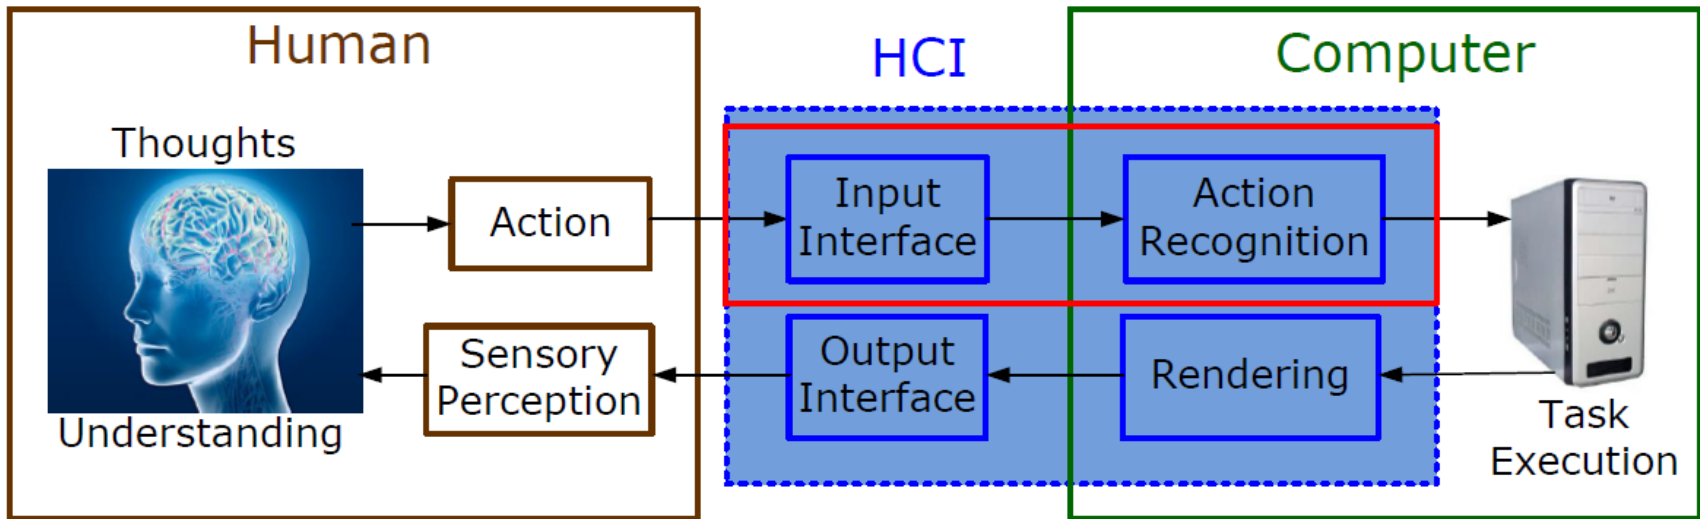 Human
HCI
Computer
Thoughts
Action
Input
Interface
Action
Recognition
Sensory
Perception
Output
Interface
Rendering
Understanding
Task
Execution